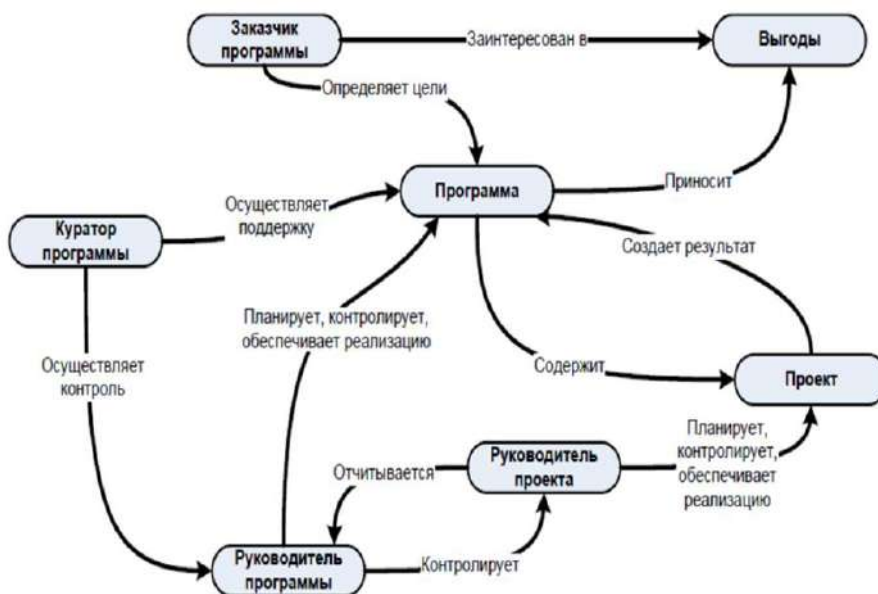 Заказчик
программы
Заинтересован в
Выгоды
Определяет цели
Программа
Приносит
Осуществляет
поддержку
Куратор
программы
Создает результат
Планирует, контролирует,
обеспечивает реализацию
Осуществляет
контроль
Содержит
Проект
Планирует,
контролирует,
обеспечивает
реализацию
Руководитель
проекта
Отчитывается
Руководитель
программы
Контролирует